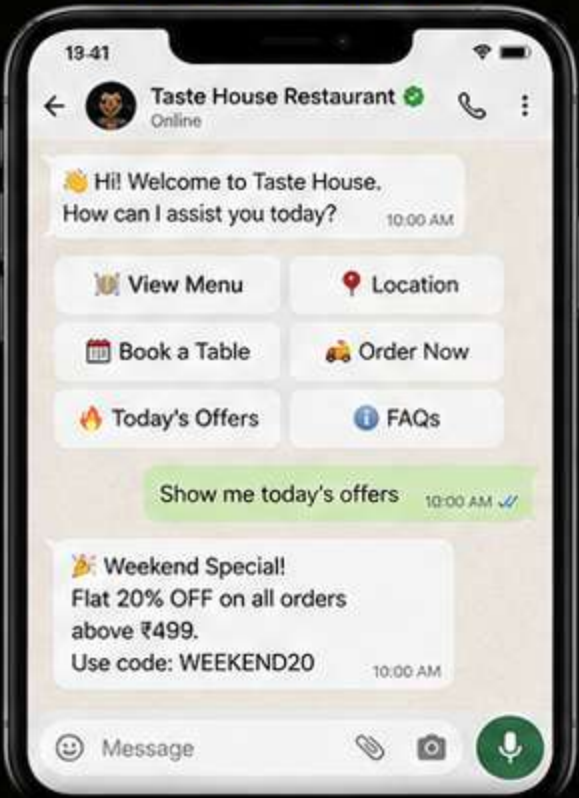 13:41
Taste House Restaurant
Online
👋 Hi! Welcome to Taste House.
How can I assist you today? 10:00 AM
🍽️ View Menu
📍 Location
📅 Book a Table
🛵 Order Now
🔥 Today's Offers
ℹ️ FAQs
Show me today's offers 10:00 AM
🎉 Weekend Special!
Flat 20% OFF on all orders
above ₹499.
Use code: WEEKEND20 10:00 AM
Message